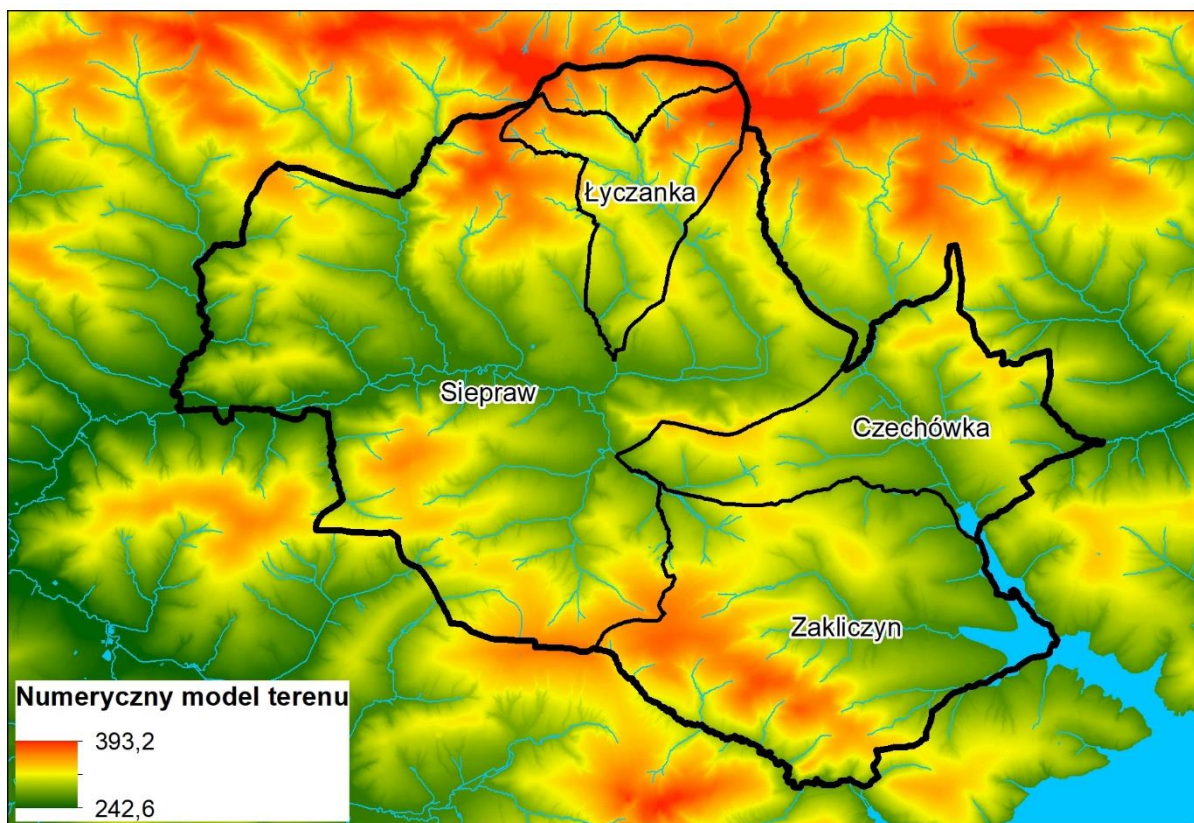 Łyczanka
Siepraw
Czechówka
Zakliczyn
Numeryczny model terenu
393,2
242,6